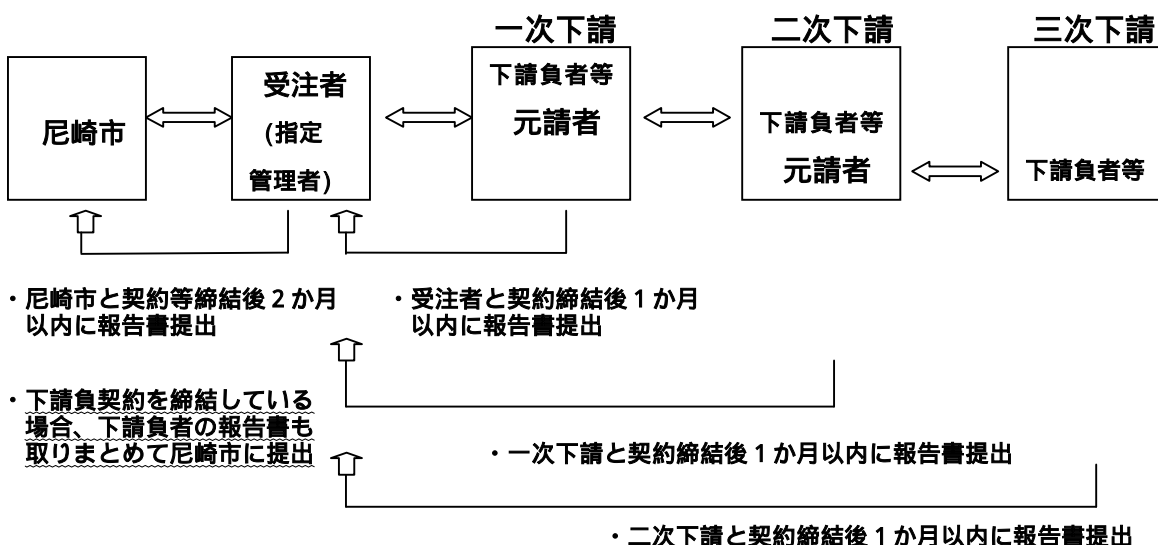 一次下請
二次下請
三次下請
尼崎市
受注者
(指定
管理者)
下請負者等
元請者
下請負者等
元請者
下請負者等
・尼崎市と契約等締結後２か月
以内に報告書提出
・受注者と契約締結後１か月
以内に報告書提出
・下請負契約を締結している
場合、下請負者の報告書も
取りまとめて尼崎市に提出
・一次下請と契約締結後１か月以内に報告書提出
・二次下請と契約締結後１か月以内に報告書提出